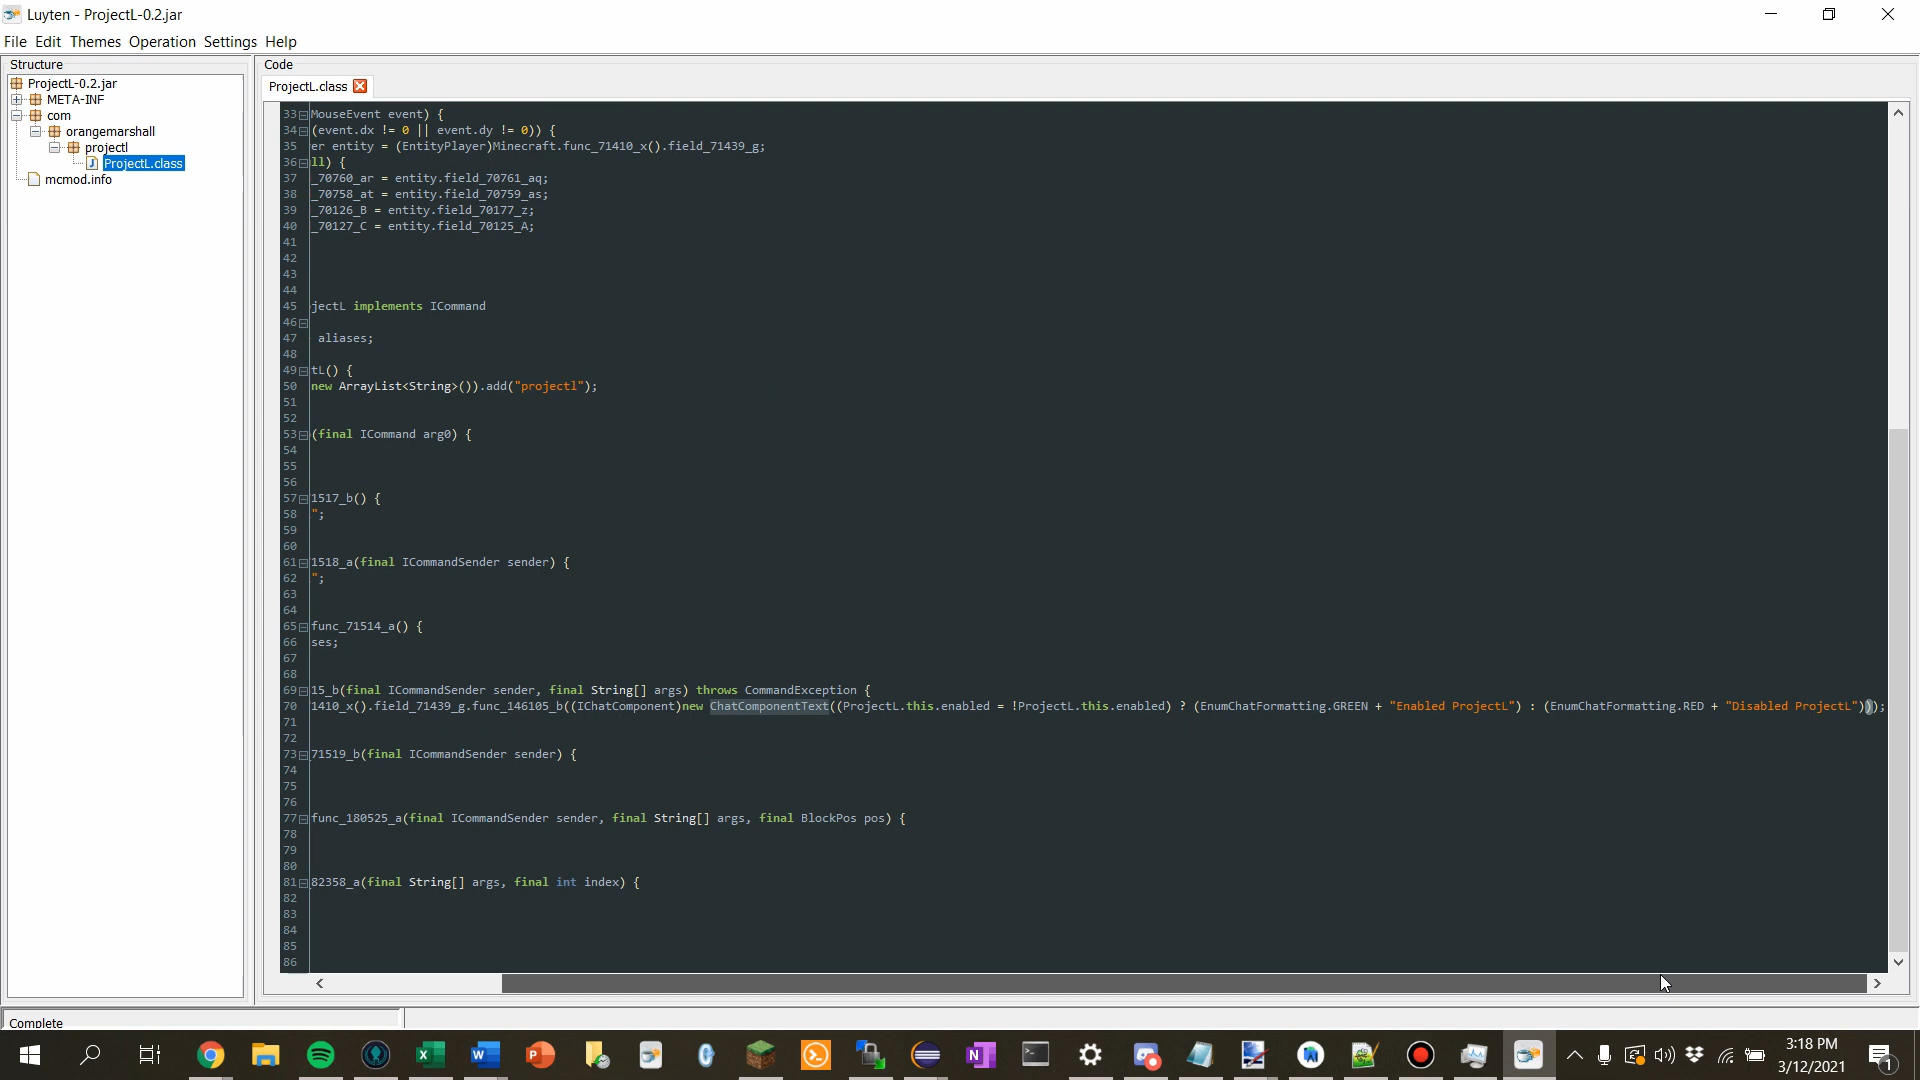 Luyten - ProjectL-0.2.jar
File Edit Themes Operation Settings Help
Structure
Code
ProjectL-0.2.jar
META-INF
com
orangemarshall
projectl
ProjectL.class
mcmod.info
ProjectL.class
33 MouseEvent event) {
34 (event.dx != 0 || event.dy != 0)) {
35 er entity = (EntityPlayer)Minecraft.func_71410_x().field_71439_g;
36 ll) {
37 _70760_ar = entity.field_70761_aq;
38 _70758_at = entity.field_70759_as;
39 _70126_B = entity.field_70177_z;
40 _70127_C = entity.field_70125_A;
41
42
43
44
45 jectL implements ICommand
46
47 aliases;
48
49 tL() {
50 new ArrayList<String>()).add("projectl");
51
52
53 (final ICommand arg0) {
54
55
56
57 1517_b() {
58 ";
59
60
61 1518_a(final ICommandSender sender) {
62 ";
63
64
65 func_71514_a() {
66 ses;
67
68
69 15_b(final ICommandSender sender, final String[] args) throws CommandException {
70 1410_x().field_71439_g.func_146105_b((IChatComponent)new ChatComponentText((ProjectL.this.enabled = !ProjectL.this.enabled) ? (EnumChatFormatting.GREEN + "Enabled ProjectL") : (EnumChatFormatting.RED + "Disabled ProjectL")));
71
72
73 71519_b(final ICommandSender sender) {
74
75
76
77 func_180525_a(final ICommandSender sender, final String[] args, final BlockPos pos) {
78
79
80
81 82358_a(final String[] args, final int index) {
82
83
84
85
86
Complete
3:18 PM
3/12/2021
1